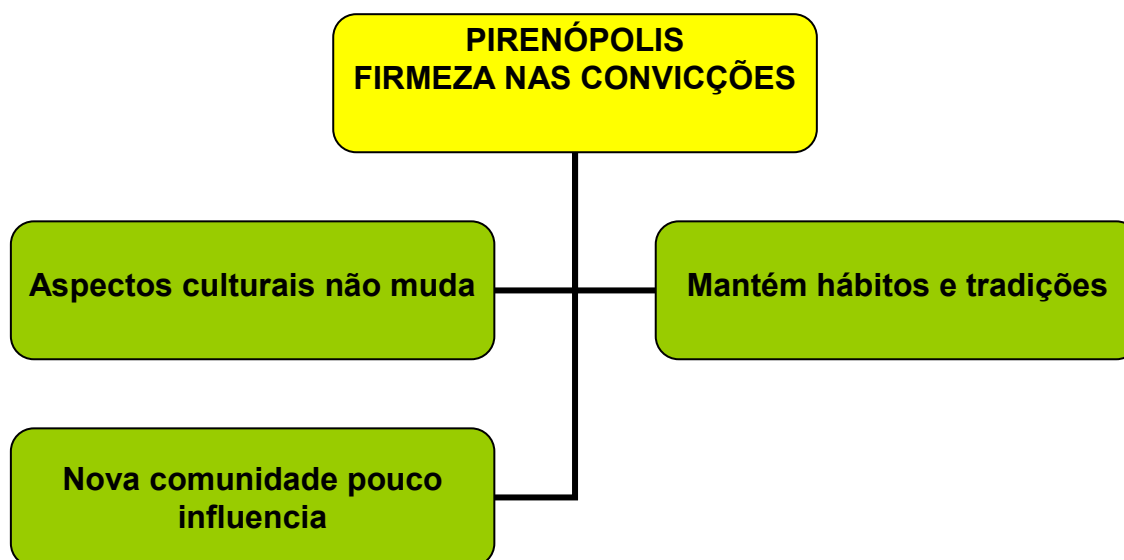 PIRENÓPOLIS
FIRMEZA NAS CONVICÇÕES
Aspectos culturais não muda
Mantém hábitos e tradições
Nova comunidade pouco
influencia